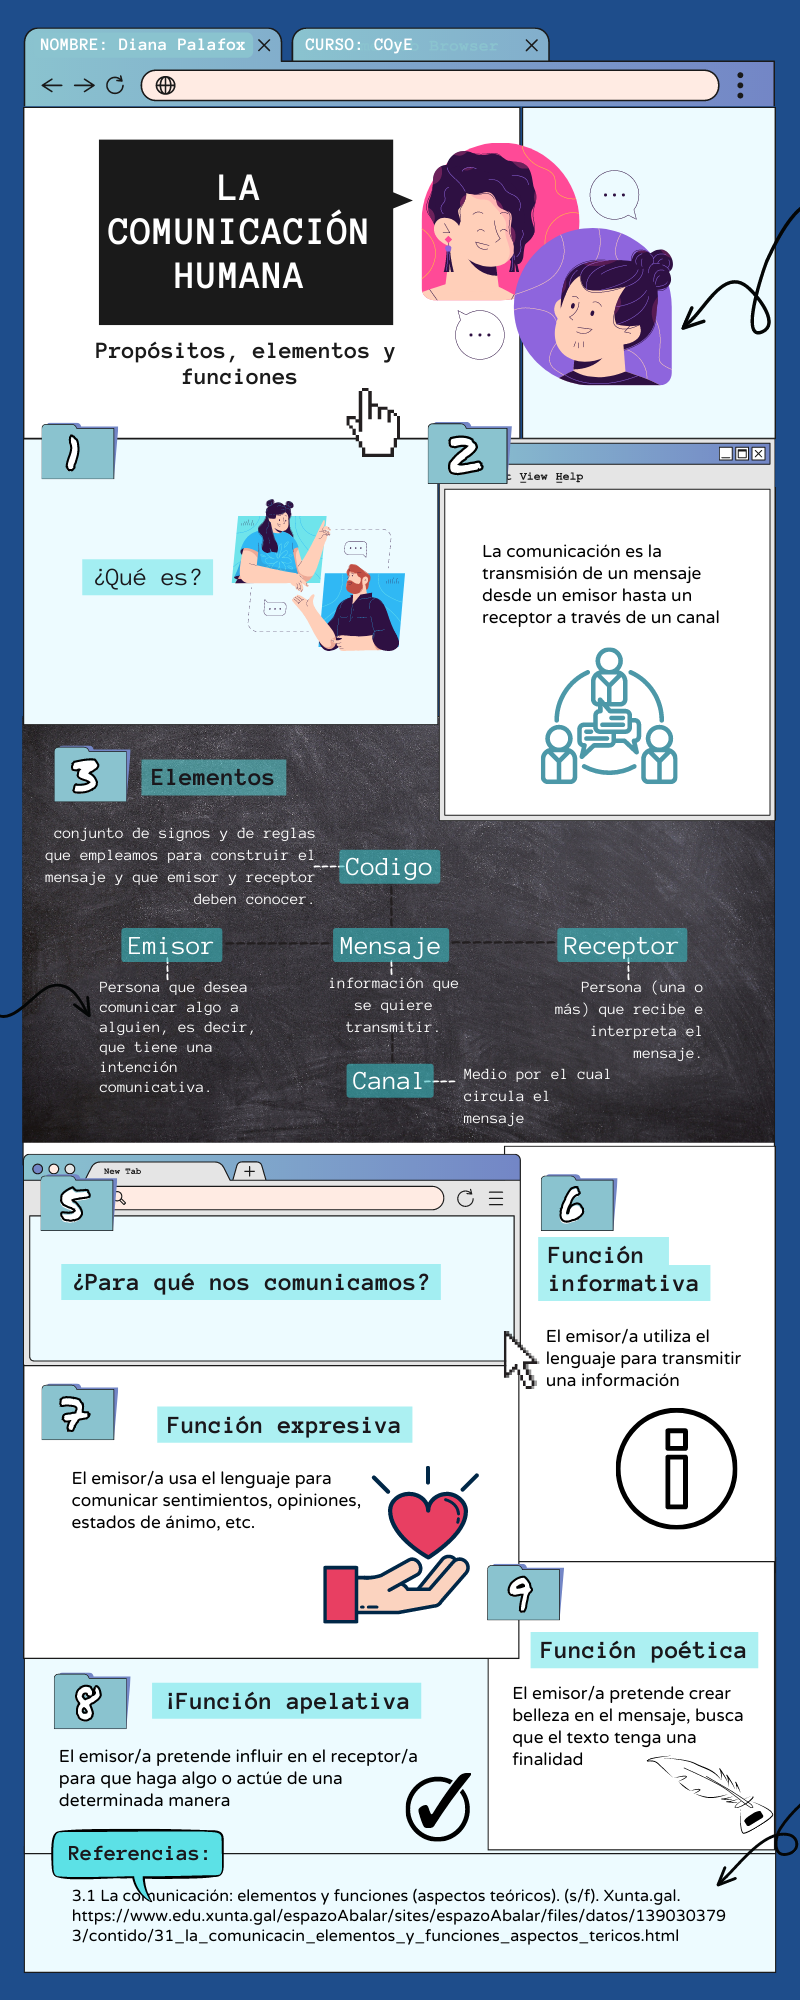 NOMBRE: Diana Palafox
CURSO: COyE Browser
LA
COMUNICACIÓN
HUMANA
Propósitos, elementos y
funciones
1
¿Qué es?
2
View Help
La comunicación es la
transmisión de un mensaje
desde un emisor hasta un
receptor a través de un canal
3
Elementos
conjunto de signos y de reglas
que empleamos para construir el
mensaje y que emisor y receptor
deben conocer.
Codigo
Emisor
Mensaje
Receptor
Persona que desea
comunicar algo a
alguien, es decir,
que tiene una
intención
comunicativa.
información que
se quiere
transmitir.
Persona (una o
más) que recibe e
interpreta el
mensaje.
Canal
Medio por el cual
circula el
mensaje
New Tab
5
¿Para qué nos comunicamos?
6
Función
informativa
El emisor/a utiliza el
lenguaje para transmitir
una información
7
Función expresiva
El emisor/a usa el lenguaje para
comunicar sentimientos, opiniones,
estados de ánimo, etc.
8
¡Función apelativa
El emisor/a pretende influir en el receptor/a
para que haga algo o actúe de una
determinada manera
9
Función poética
El emisor/a pretende crear
belleza en el mensaje, busca
que el texto tenga una
finalidad
Referencias:
3.1 La comunicación: elementos y funciones (aspectos teóricos). (s/f). Xunta.gal.
https://www.edu.xunta.gal/espazoAbalar/sites/espazoAbalar/files/datos/139030379
3/contido/31_la_comunicacin_elementos_y_funciones_aspectos_tericos.html